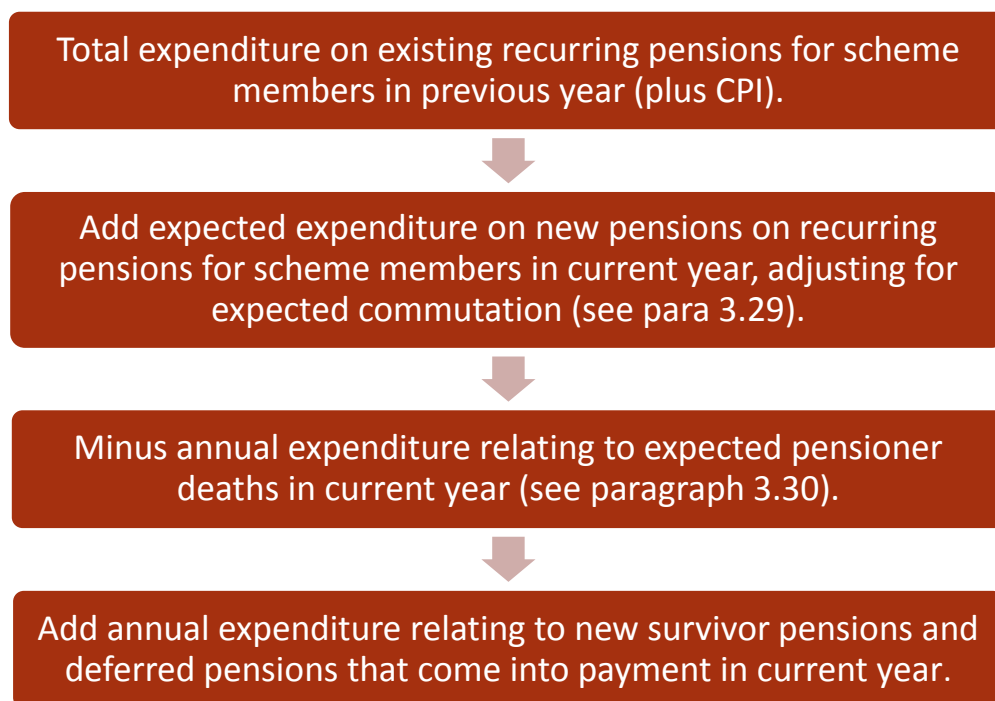 Total expenditure on existing recurring pensions for scheme
members in previous year (plus CPI).
Add expected expenditure on new pensions on recurring
pensions for scheme members in current year, adjusting for
expected commutation (see para 3.29).
Minus annual expenditure relating to expected pensioner
deaths in current year (see paragraph 3.30).
Add annual expenditure relating to new survivor pensions and
deferred pensions that come into payment in current year.